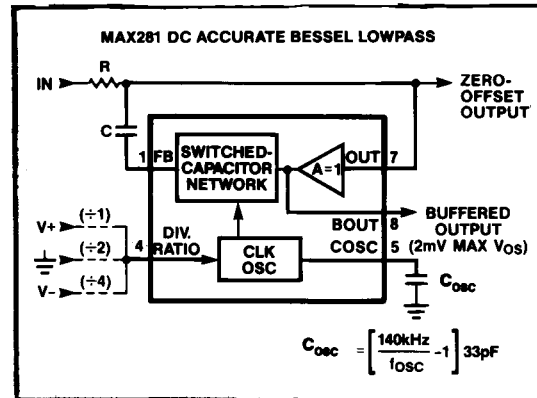 MAX281 DC ACCURATE BESSEL LOWPASS
IN
R
ZERO-
OFFSET
OUTPUT
C
1
FB
SWITCHED-
CAPACITOR
NETWORK
A=1
OUT
7
V+
(÷1)
(÷2)
V−
(÷4)
4
DIV.
RATIO
CLK
OSC
BOUT
8
BUFFERED
OUTPUT
(2mV MAX VOS)
COSC
5
COSC
COSC = [ 140kHz / fOSC -1 ] 33pF